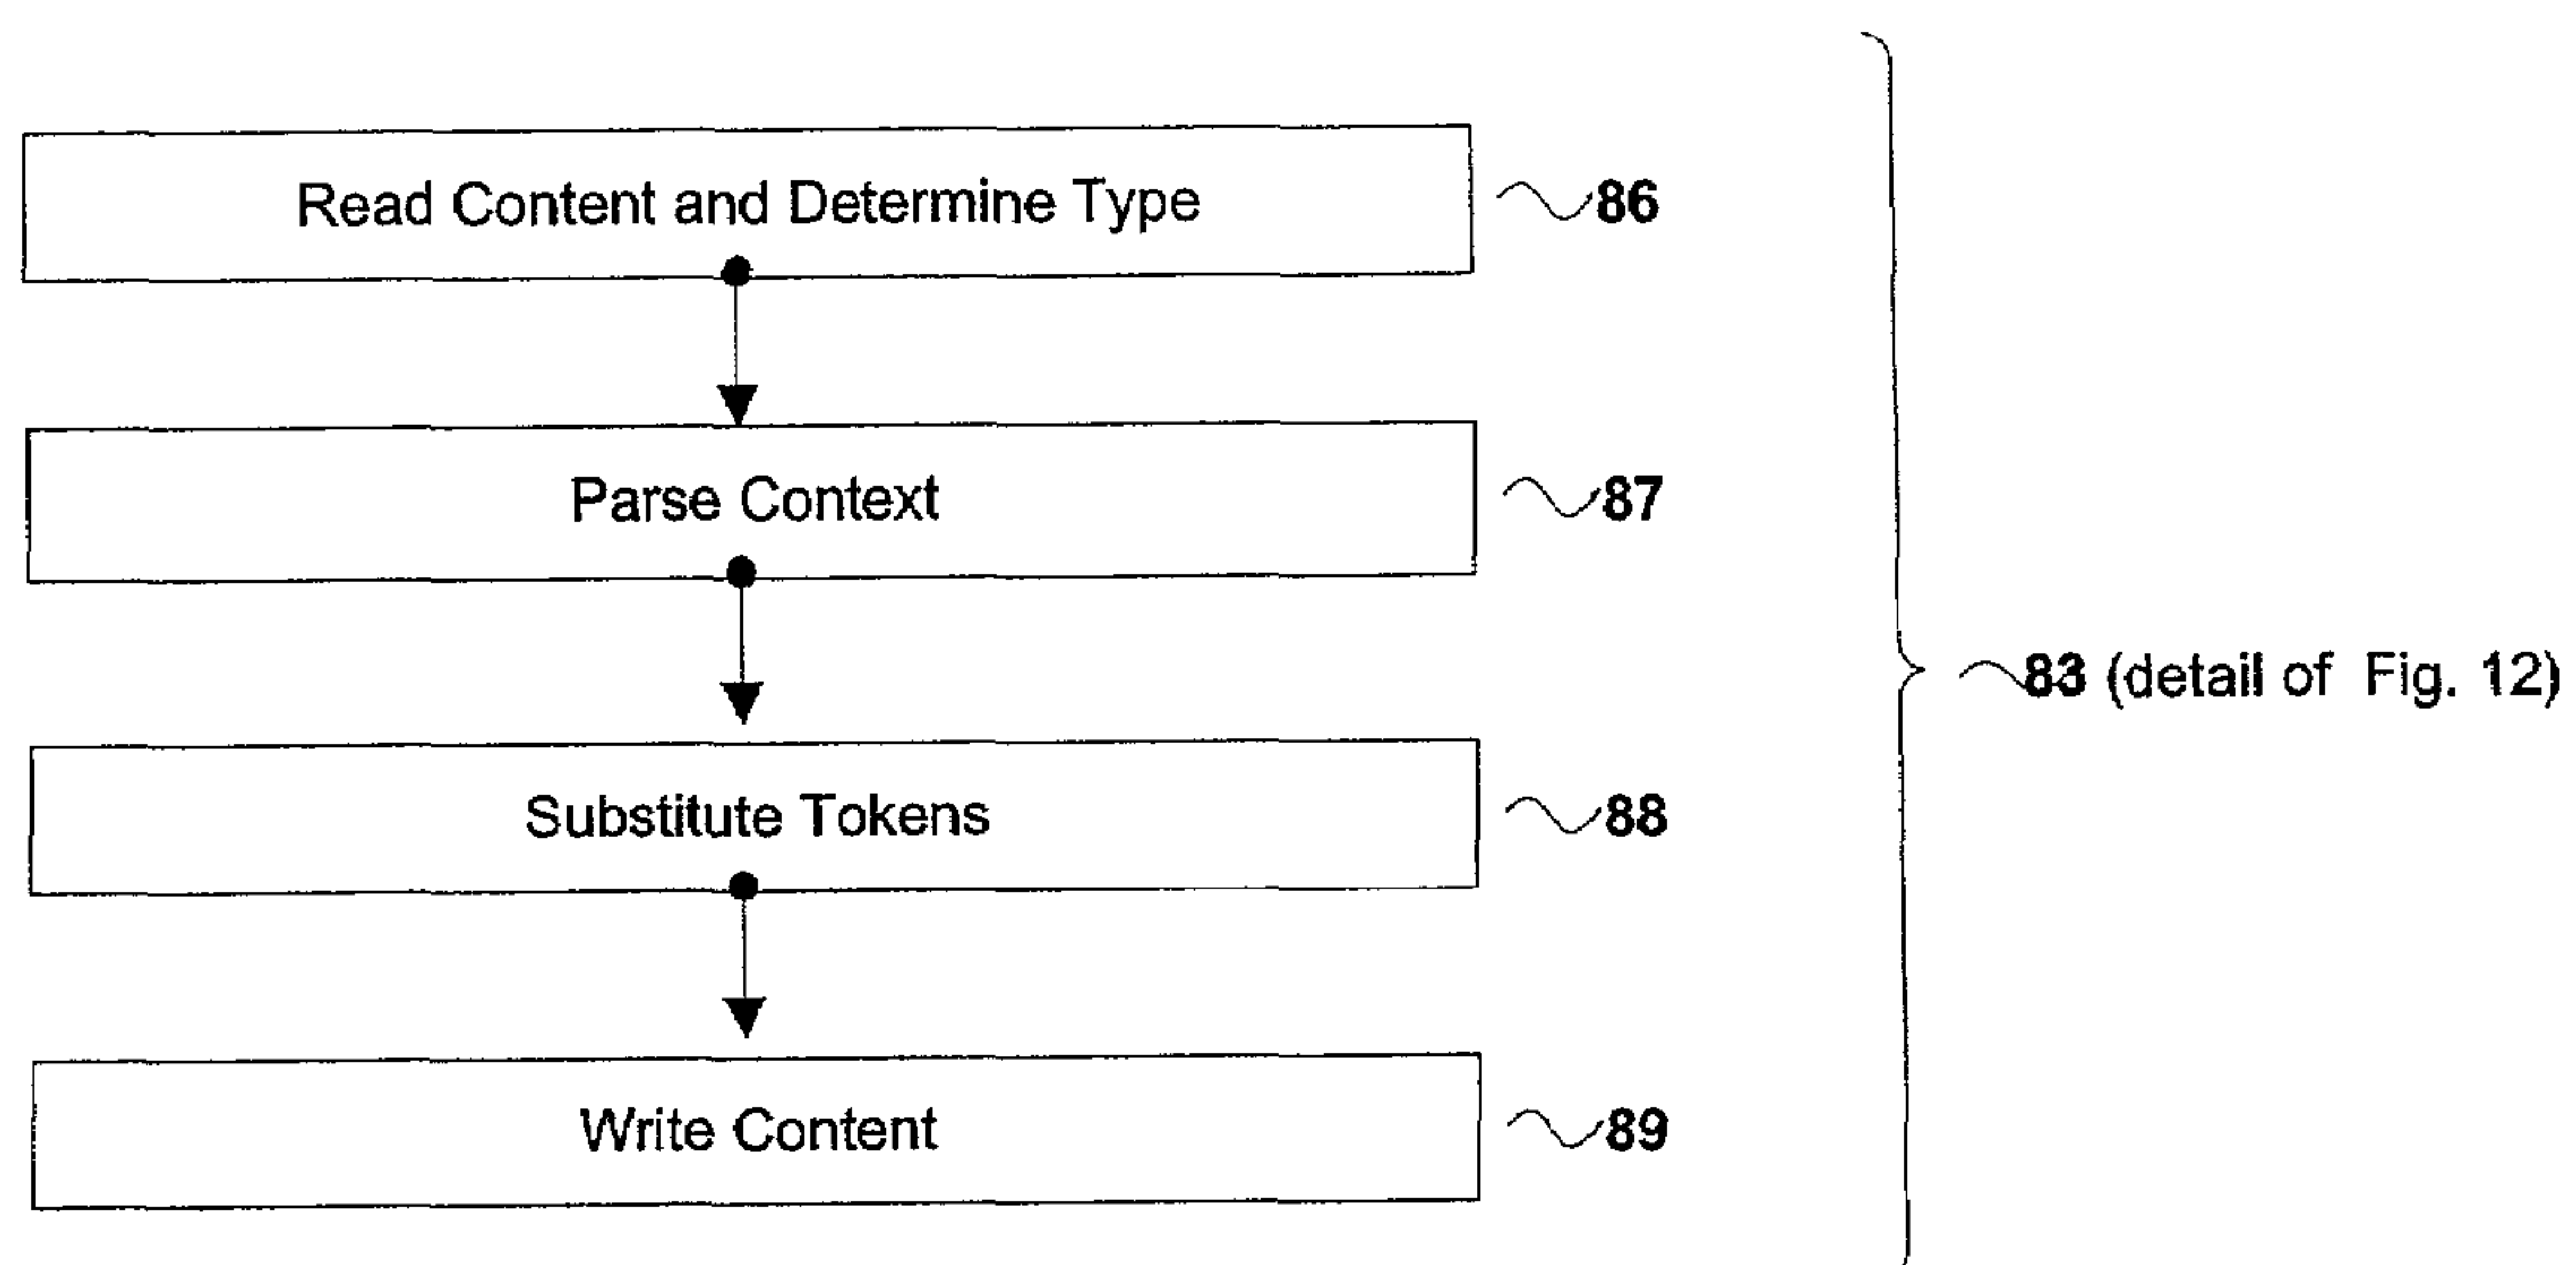 Read Content and Determine Type 86
Parse Context 87
83 (detail of Fig. 12)
Substitute Tokens 88
Write Content 89